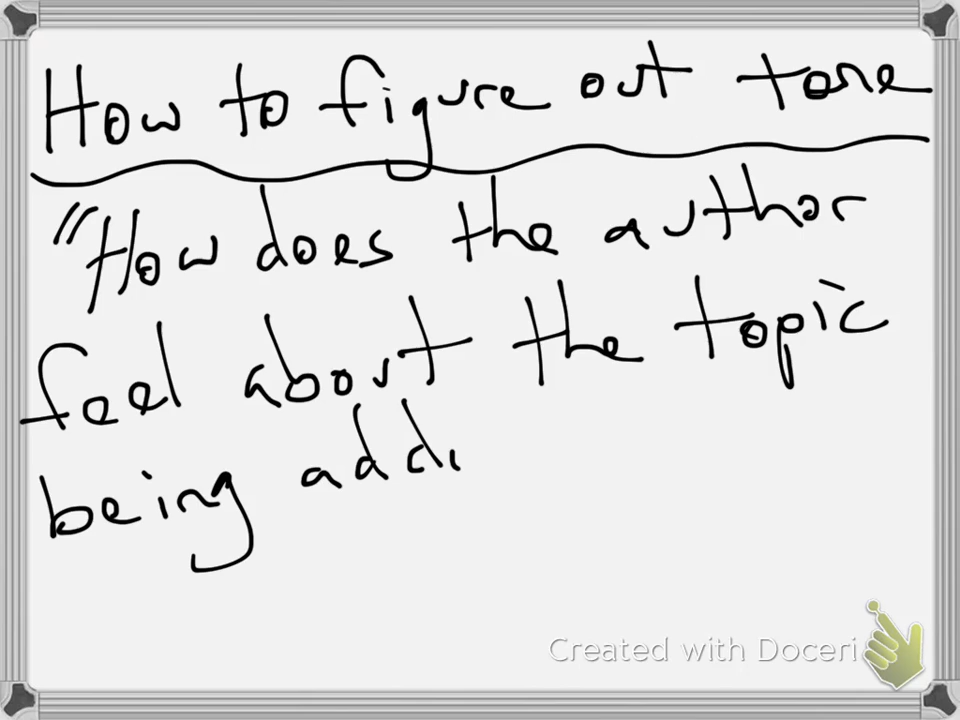 How to figure out tone
"How does the author
feel about the topic
being add
Created with Doceri